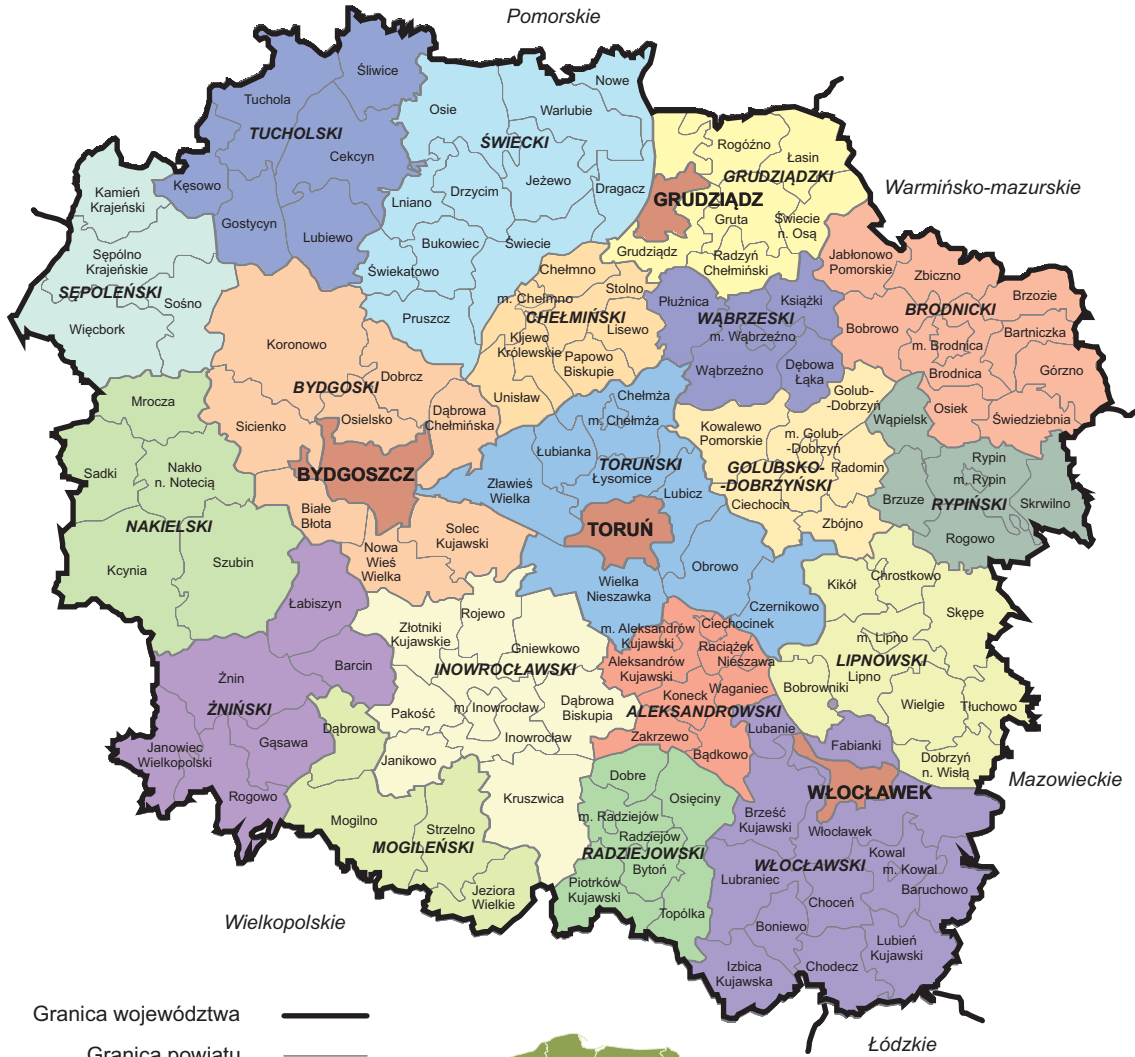 Pomorskie
Śliwice
Tuchola
TUCHOLSKI
Cekcyn
Kęsowo
Gostycyn
Lubiewo
Nowe
Osie
Warlubie
ŚWIECKI
Drzycim
Jeżewo
Lniano
Dragacz
Bukowiec
Świecie
Świekatowo
Pruszcz
Rogóźno
Łasin
GRUDZIĄDZKI
GRUDZIĄDZ
Gruta
Świecie
n. Osą
Grudziądz
Radzyń
Chełmiński
Warmińsko-mazurskie
Kamień
Krajeński
Sępólno
Krajeńskie
SĘPOLEŃSKI
Sośno
Więcbork
Chełmno
Stolno
m. Chełmno
CHEŁMIŃSKI
Lisewo
Kijewo
Królewskie
Papowo
Biskupie
Unisław
Płużnica
Książki
WĄBRZESKI
m. Wąbrzeźno
Wąbrzeźno
Dębowa
Łąka
Jabłonowo
Pomorskie
Zbiczno
Brzozie
BRODNICKI
Bobrowo
Bartniczka
m. Brodnica
Brodnica
Górzno
Osiek
Świedziebnia
Koronowo
BYDGOSKI
Dobrcz
Osielsko
Dąbrowa
Chełmińska
Sicienko
BYDGOSZCZ
Białe
Błota
Solec
Kujawski
Nowa
Wieś
Wielka
Mrocza
Sadki
Nakło
n. Notecią
NAKIELSKI
Kcynia
Szubin
Chełmża
m. Chełmża
Łubianka
TORUŃSKI
Łysomice
Zławieś
Wielka
Lubicz
TORUŃ
Wielka
Nieszawka
Obrowo
Czernikowo
Golub-
-Dobrzyń
Kowalewo
Pomorskie
m. Golub-
-Dobrzyń
GOLUBSKO-
-DOBRZYŃSKI
Radomin
Ciechocin
Zbójno
Wąpielsk
Rypin
m. Rypin
Brzuze
RYPIŃSKI
Skrwilno
Rogowo
Łabiszyn
Barcin
Żnin
ŻNIŃSKI
Gąsawa
Janowiec
Wielkopolski
Rogowo
Rojewo
Złotniki
Kujawskie
Gniewkowo
INOWROCŁAWSKI
Dąbrowa
Biskupia
Pakość
m. Inowrocław
Inowrocław
Janikowo
Kruszwica
Ciechocinek
m. Aleksandrów
Kujawski
Raciążek
Nieszawa
Aleksandrów
Kujawski
Koneck
Waganiec
ALEKSANDROWSKI
Zakrzewo
Bądkowo
Kikół
Chrostkowo
Skępe
m. Lipno
LIPNOWSKI
Lipno
Bobrowniki
Wielgie
Tłuchowo
Dobrzyń
n. Wisłą
Mazowieckie
Dąbrowa
Mogilno
Strzelno
MOGILEŃSKI
Jeziora
Wielkie
Dobre
Osięciny
m. Radziejów
Radziejów
RADZIEJOWSKI
Bytoń
Piotrków
Kujawski
Topólka
Lubanie
Fabianki
WŁOCŁAWEK
Brześć
Kujawski
Włocławek
Kowal
WŁOCŁAWSKI
m. Kowal
Lubraniec
Baruchowo
Choceń
Boniewo
Lubień
Kujawski
Izbica
Kujawska
Chodecz
Wielkopolskie
Łódzkie
Granica województwa
Granica powiatu